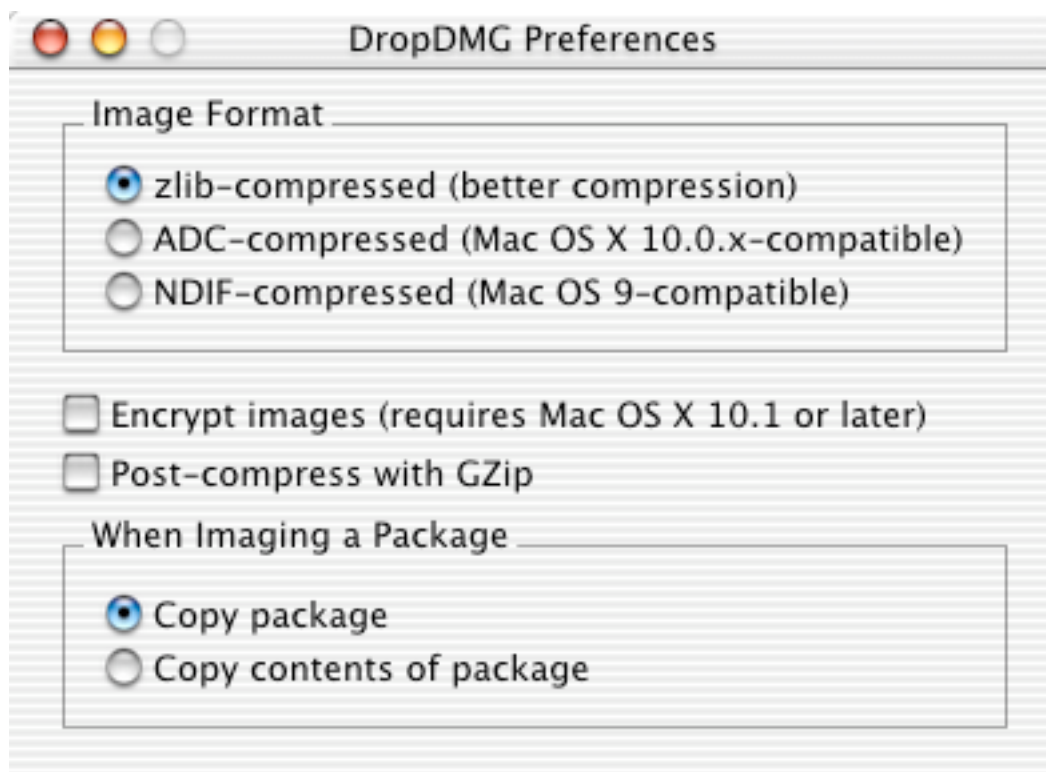 DropDMG Preferences
Image Format
zlib-compressed (better compression)
ADC-compressed (Mac OS X 10.0.x-compatible)
NDIF-compressed (Mac OS 9-compatible)
Encrypt images (requires Mac OS X 10.1 or later)
Post-compress with GZip
When Imaging a Package
Copy package
Copy contents of package